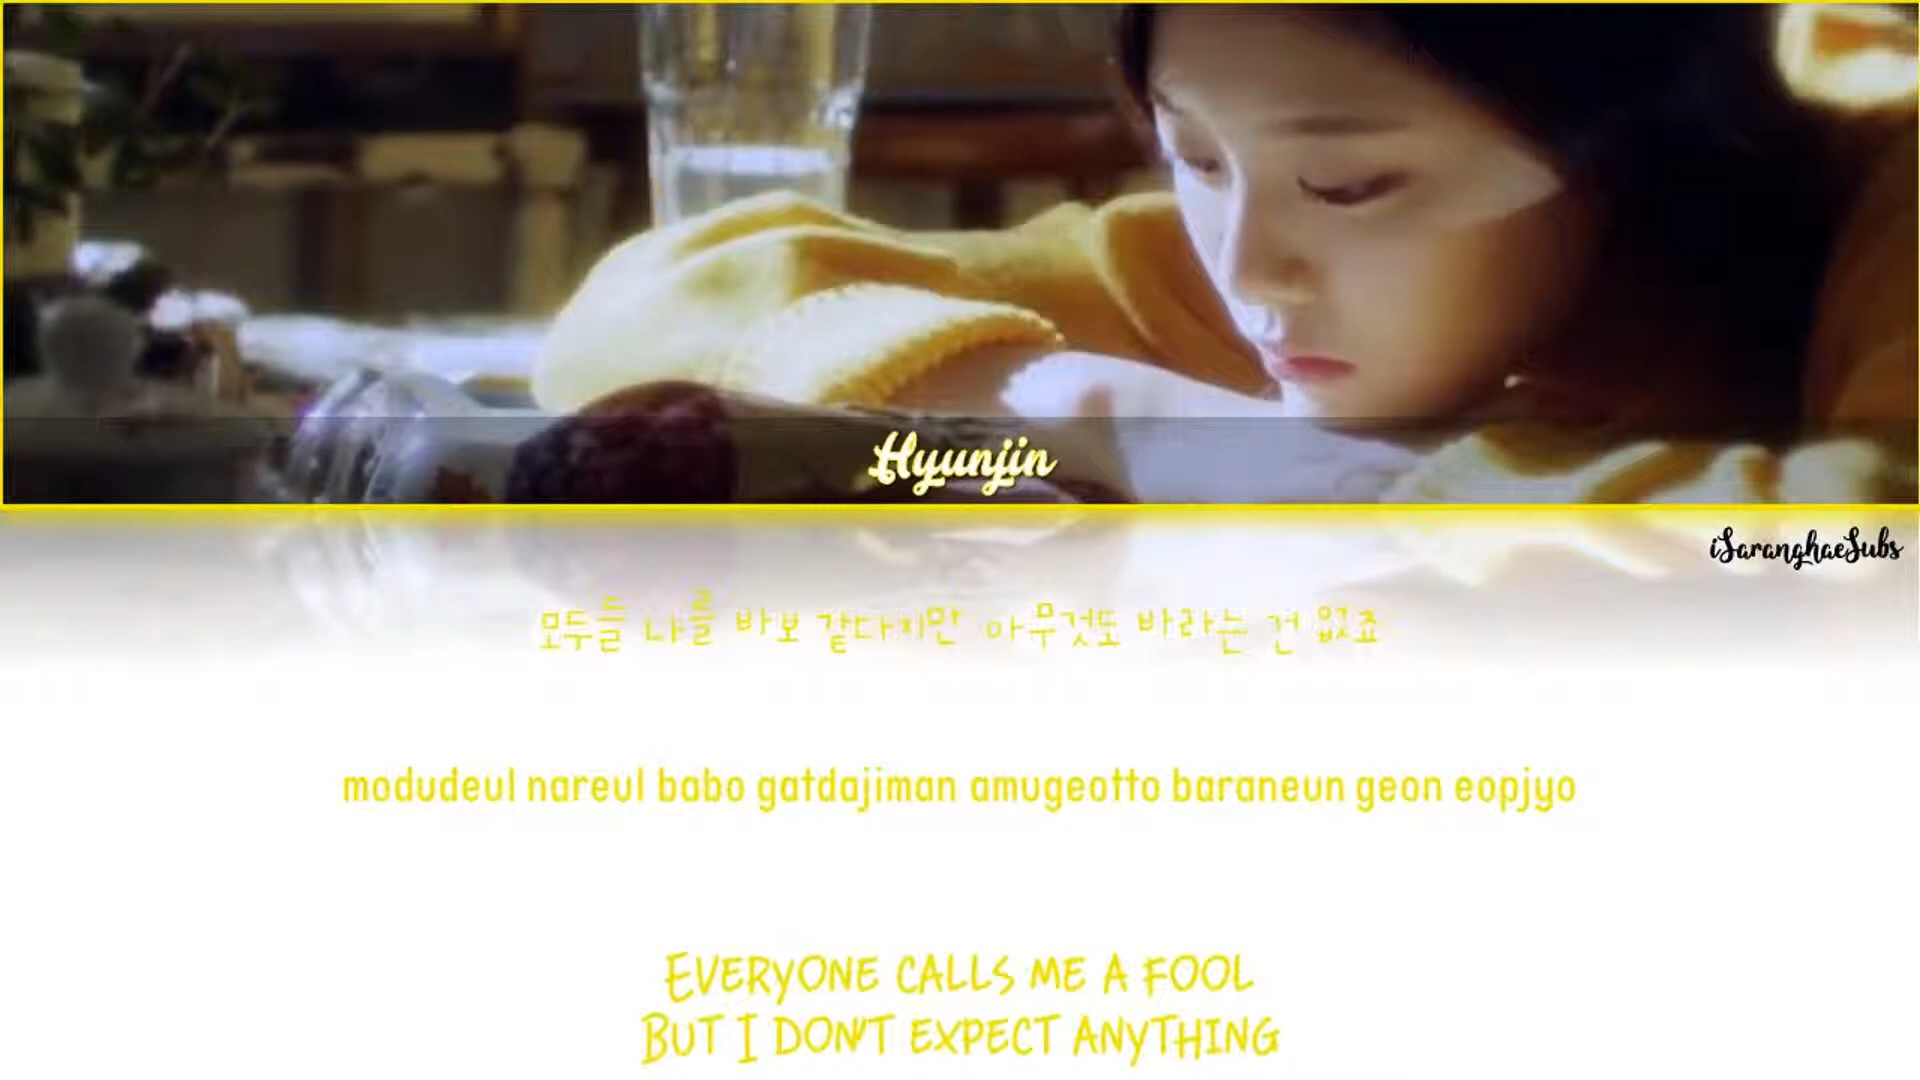 Hyunjin
iSaranghaeSubs
모두들 나를 바보 같다지만 아무것도 바라는 건 없죠
modudeul nareul babo gatdajiman amugeotto baraneun geon eopjyo
EVERYONE CALLS ME A FOOL
BUT I DON'T EXPECT ANYTHING